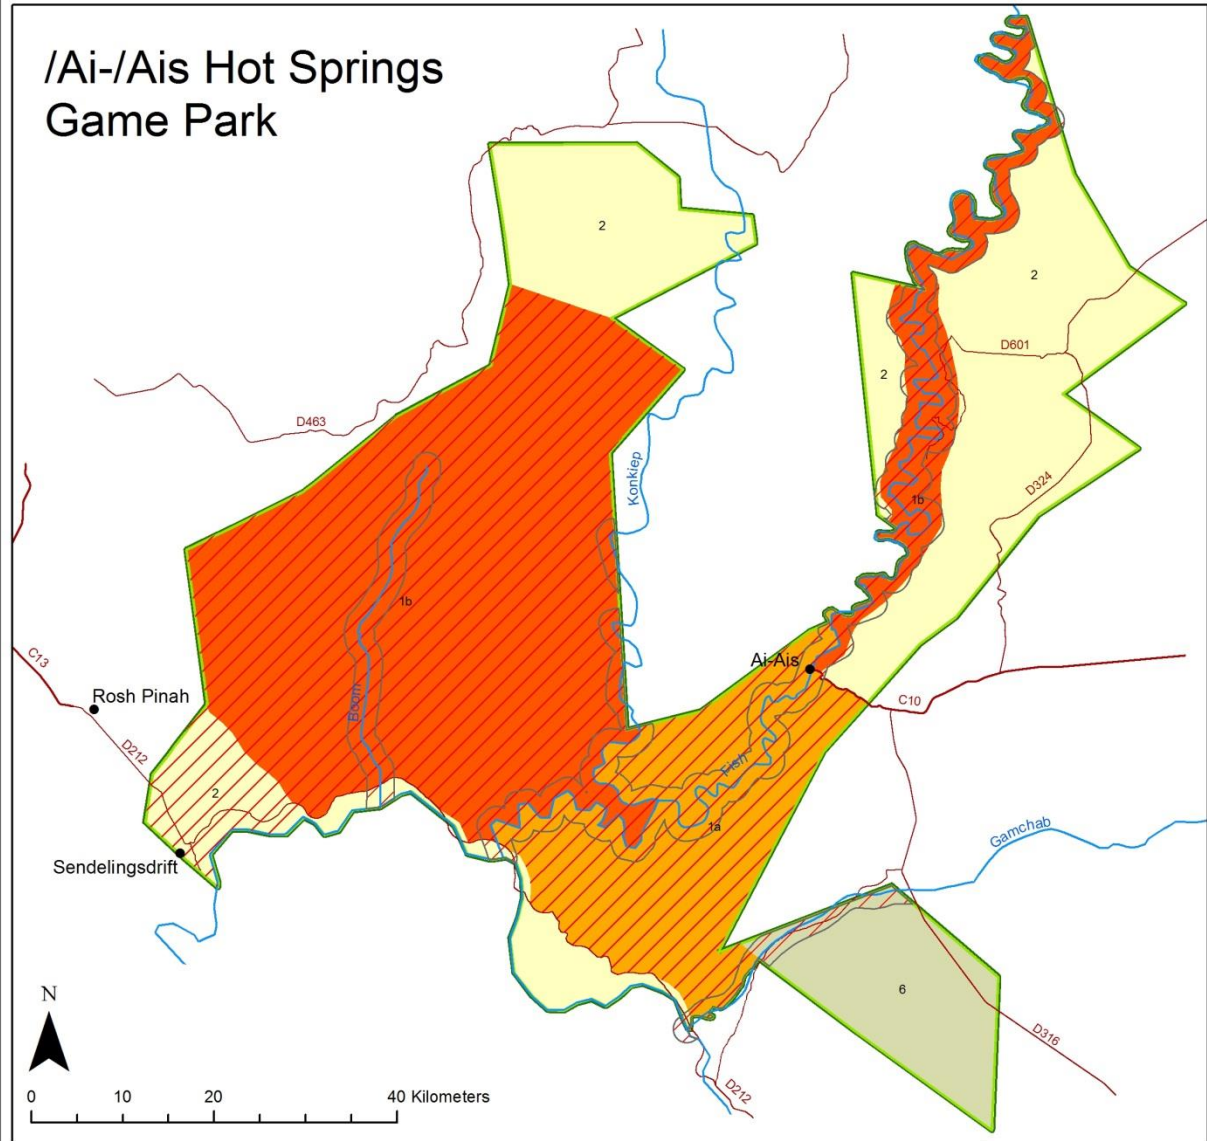 /Ai-/Ais Hot Springs
Game Park
2
2
D601
2
D463
Konkiep
D324
1b
1b
Ai-Ais
C13
Rosh Pinah
Boom
C10
D212
Fish
2
1a
Gamchab
Sendelingsdrift
6
N
D316
D212
0 10 20 40 Kilometers